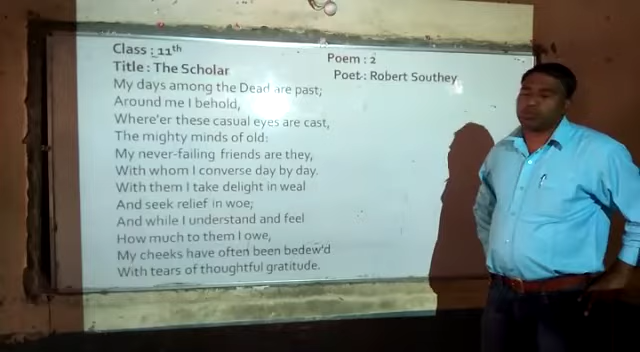 Class : 11th
Poem : 2
Title : The Scholar
Poet : Robert Southey
My days among the Dead are past;
Around me I behold,
Where'er these casual eyes are cast,
The mighty minds of old:
My never-failing friends are they,
With whom I converse day by day.
With them I take delight in weal
And seek relief in woe;
And while I understand and feel
How much to them I owe,
My cheeks have often been bedew'd
With tears of thoughtful gratitude.